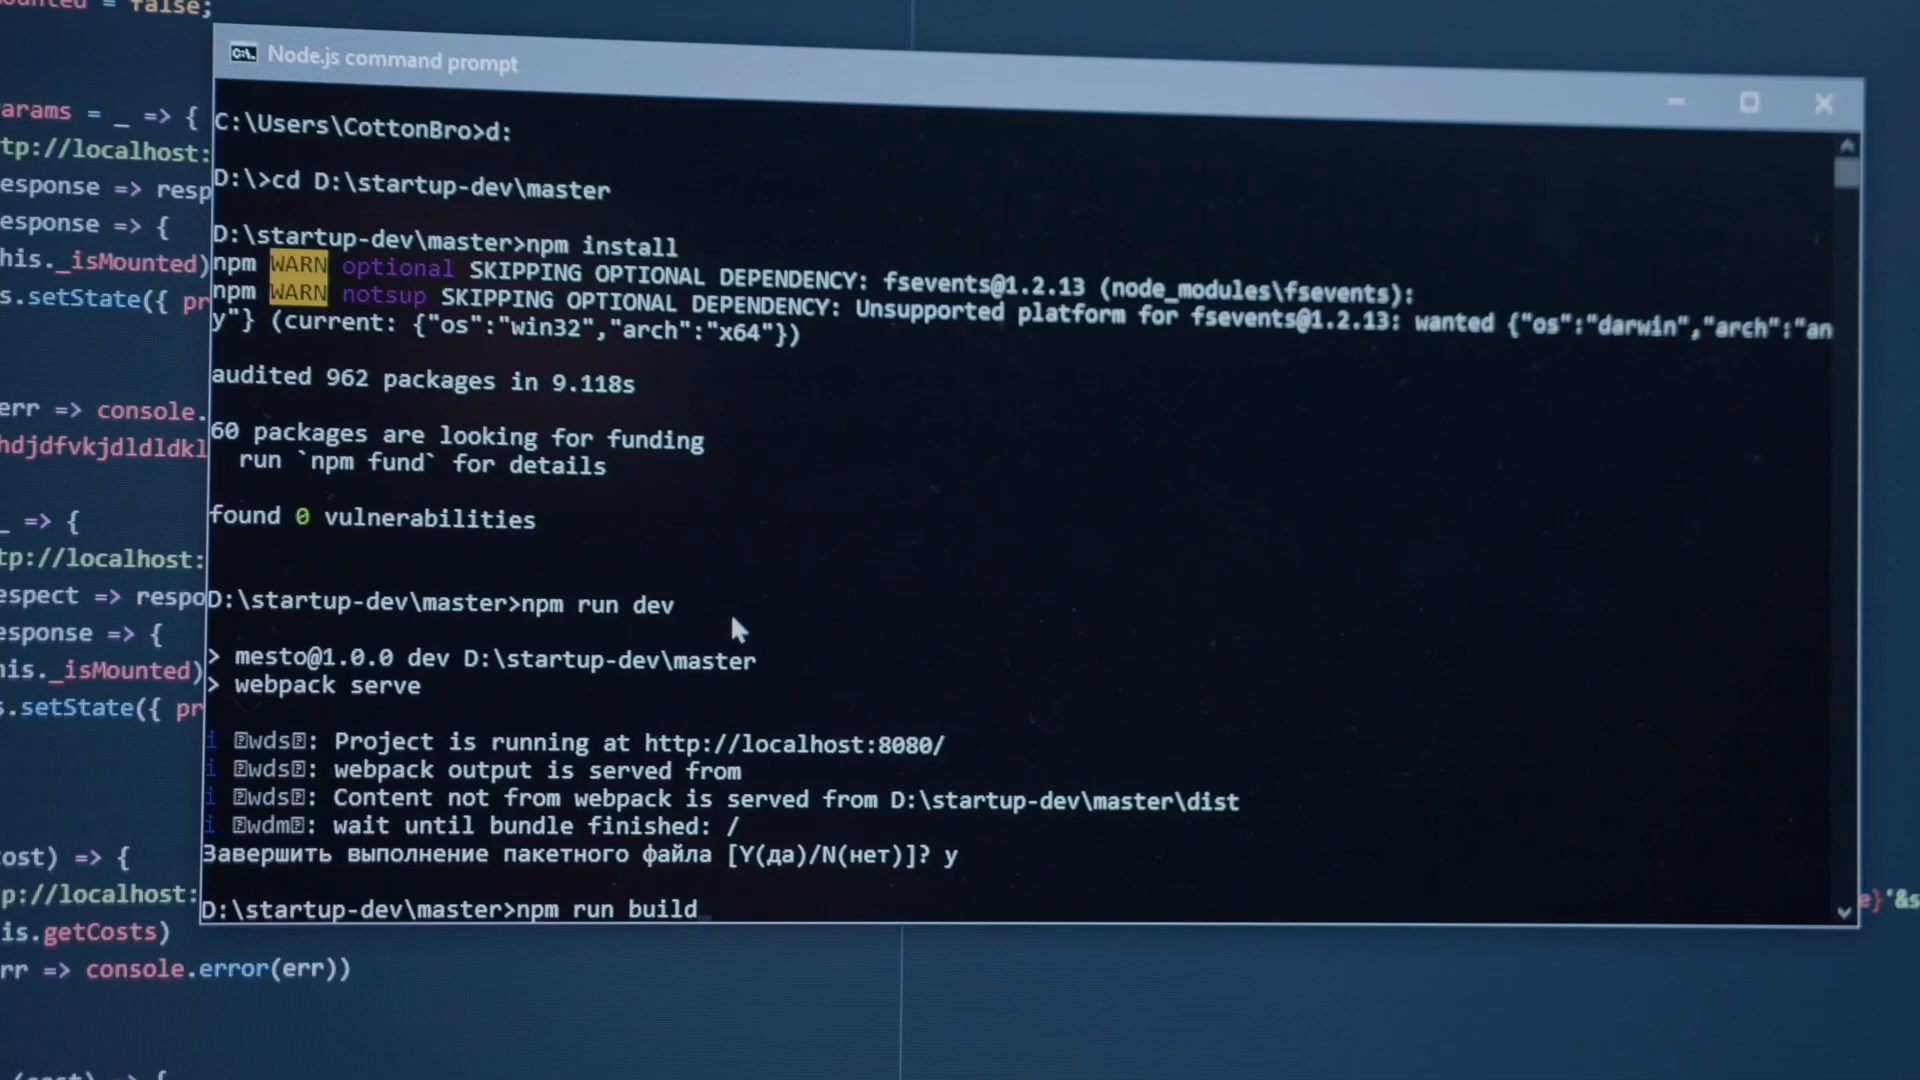 mounted = false;
Node.js command prompt
C:\Users\CottonBro>d:
D:\>cd D:\startup-dev\master
D:\startup-dev\master>npm install
npm WARN optional SKIPPING OPTIONAL DEPENDENCY: fsevents@1.2.13 (node_modules\fsevents):
npm WARN notsup SKIPPING OPTIONAL DEPENDENCY: Unsupported platform for fsevents@1.2.13: wanted {"os":"darwin","arch":"an
y"} (current: {"os":"win32","arch":"x64"})
audited 962 packages in 9.118s
60 packages are looking for funding
run `npm fund` for details
found 0 vulnerabilities
D:\startup-dev\master>npm run dev
> mesto@1.0.0 dev D:\startup-dev\master
> webpack serve
i ⍰wds⍰: Project is running at http://localhost:8080/
i ⍰wds⍰: webpack output is served from
i ⍰wds⍰: Content not from webpack is served from D:\startup-dev\master\dist
i ⍰wdm⍰: wait until bundle finished: /
Завершить выполнение пакетного файла [Y(да)/N(нет)]? y
D:\startup-dev\master>npm run build
arams = _ => {
tp://localhost:
esponse => resp
esponse => {
his._isMounted)
s.setState({ pr
err => console.
hdjdfvkjdldldkl
_ => {
tp://localhost:
espect => respo
esponse => {
his._isMounted)
s.setState({ pr
cost) => {
tp://localhost:
is.getCosts)
rr => console.error(err))
e}'&s